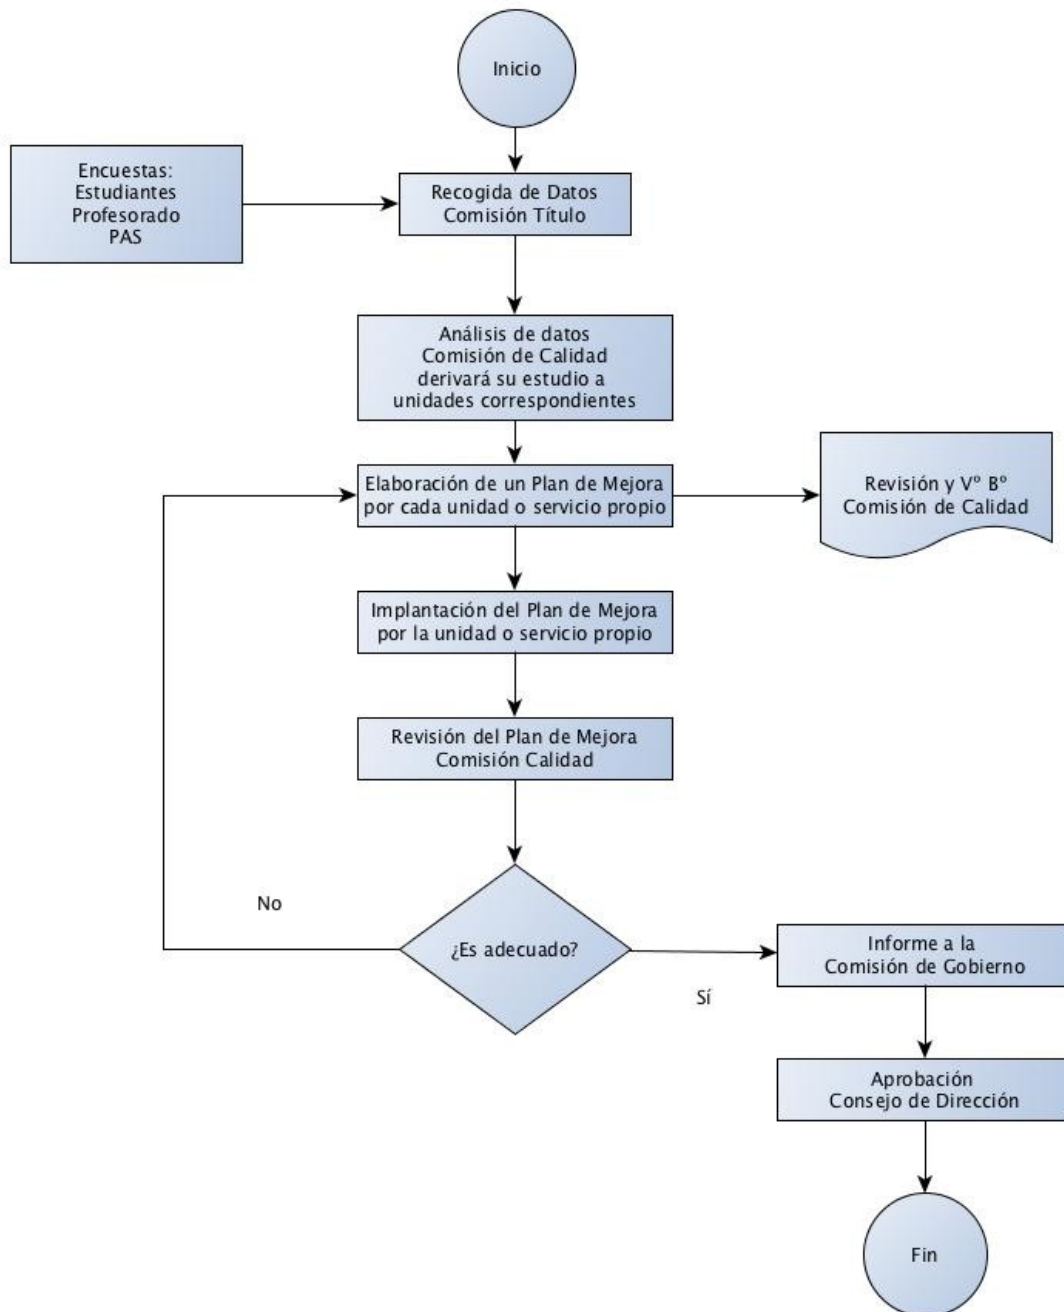 Inicio
Encuestas:
Estudiantes
Profesorado
PAS
Recogida de Datos
Comisión Título
Análisis de datos
Comisión de Calidad
derivará su estudio a
unidades correspondientes
Elaboración de un Plan de Mejora
por cada unidad o servicio propio
Revisión y Vº Bº
Comisión de Calidad
Implantación del Plan de Mejora
por la unidad o servicio propio
Revisión del Plan de Mejora
Comisión Calidad
No
¿Es adecuado?
Sí
Informe a la
Comisión de Gobierno
Aprobación
Consejo de Dirección
Fin